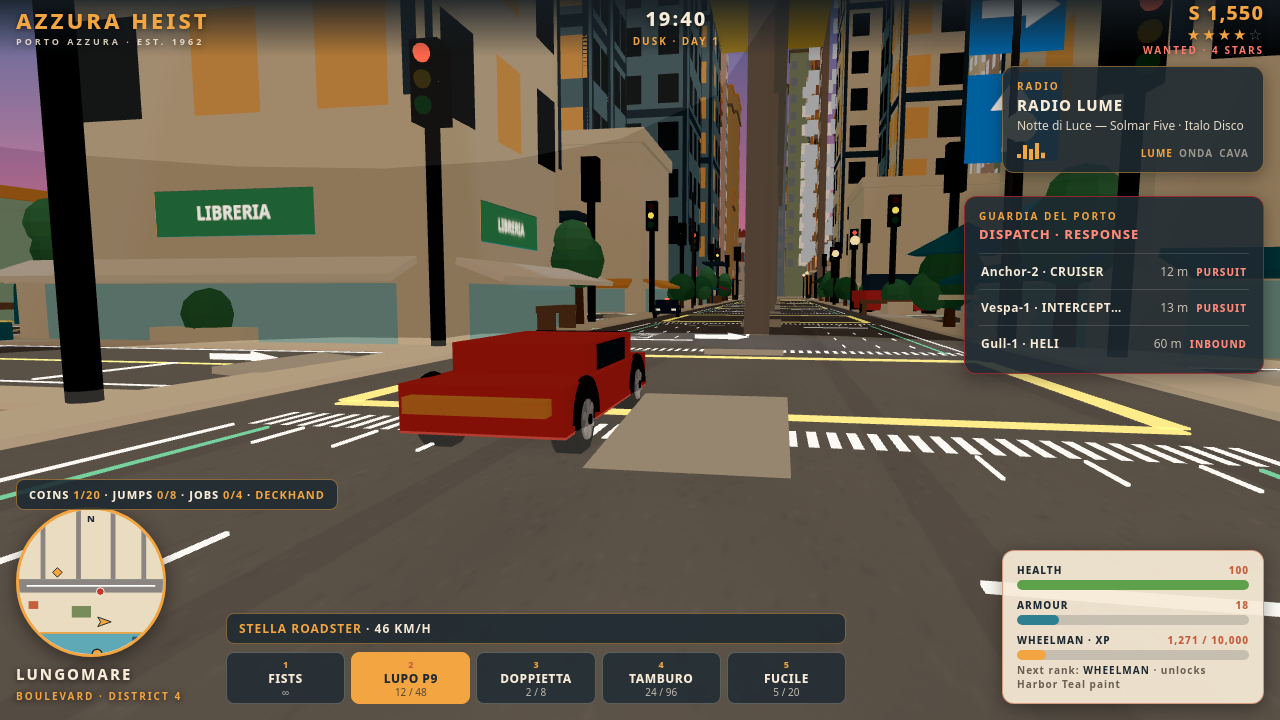 AZZURA HEIST
PORTO AZZURA · EST. 1962
19:40
DUSK · DAY 1
S 1,550
★★★★☆
WANTED · 4 STARS
RADIO
RADIO LUME
Notte di Luce — Solmar Five · Italo Disco
LUME ONDA CAVA
GUARDIA DEL PORTO
DISPATCH · RESPONSE
Anchor-2 · CRUISER 12 m PURSUIT
Vespa-1 · INTERCEPT... 13 m PURSUIT
Gull-1 · HELI 60 m INBOUND
LIBRERIA
LIBRERIA
COINS 1/20 · JUMPS 0/8 · JOBS 0/4 · DECKHAND
N
LUNGOMARE
BOULEVARD · DISTRICT 4
STELLA ROADSTER · 46 KM/H
1
FISTS
∞
2
LUPO P9
12 / 48
3
DOPPIETTA
2 / 8
4
TAMBURO
24 / 96
5
FUCILE
5 / 20
HEALTH 100
ARMOUR 18
WHEELMAN · XP 1,271 / 10,000
Next rank: WHEELMAN · unlocks
Harbor Teal paint